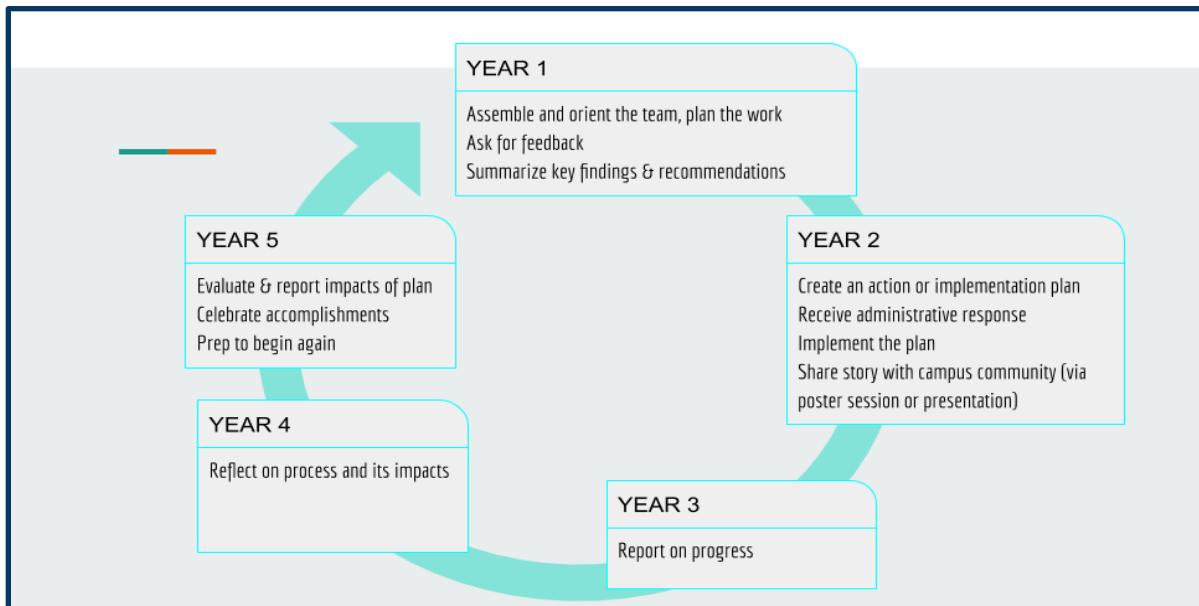 YEAR 1
Assemble and orient the team, plan the work
Ask for feedback
Summarize key findings & recommendations
YEAR 2
Create an action or implementation plan
Receive administrative response
Implement the plan
Share story with campus community (via
poster session or presentation)
YEAR 3
Report on progress
YEAR 4
Reflect on process and its impacts
YEAR 5
Evaluate & report impacts of plan
Celebrate accomplishments
Prep to begin again